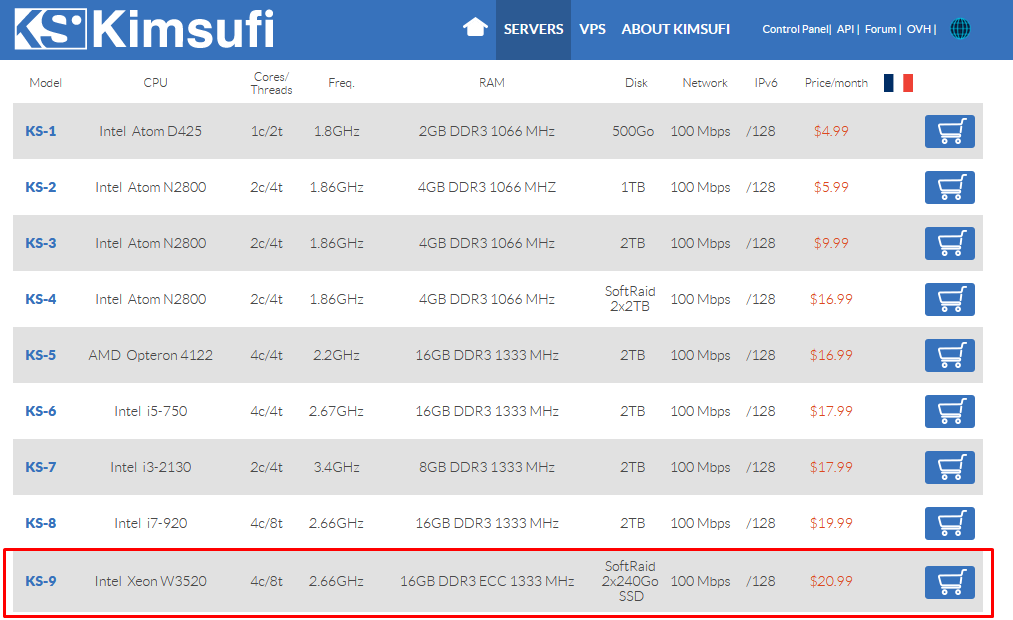 KS Kimsufi SERVERS VPS ABOUT KIMSUFI Control Panel| API | Forum | OVH |
Model CPU Cores/ Threads Freq. RAM Disk Network IPv6 Price/month
KS-1 Intel Atom D425 1c/2t 1.8GHz 2GB DDR3 1066 MHz 500Go 100 Mbps /128 $4.99
KS-2 Intel Atom N2800 2c/4t 1.86GHz 4GB DDR3 1066 MHZ 1TB 100 Mbps /128 $5.99
KS-3 Intel Atom N2800 2c/4t 1.86GHz 4GB DDR3 1066 MHz 2TB 100 Mbps /128 $9.99
KS-4 Intel Atom N2800 2c/4t 1.86GHz 4GB DDR3 1066 MHz SoftRaid 2x2TB 100 Mbps /128 $16.99
KS-5 AMD Opteron 4122 4c/4t 2.2GHz 16GB DDR3 1333 MHz 2TB 100 Mbps /128 $16.99
KS-6 Intel i5-750 4c/4t 2.67GHz 16GB DDR3 1333 MHz 2TB 100 Mbps /128 $17.99
KS-7 Intel i3-2130 2c/4t 3.4GHz 8GB DDR3 1333 MHz 2TB 100 Mbps /128 $17.99
KS-8 Intel i7-920 4c/8t 2.66GHz 16GB DDR3 1333 MHz 2TB 100 Mbps /128 $19.99
KS-9 Intel Xeon W3520 4c/8t 2.66GHz 16GB DDR3 ECC 1333 MHz SoftRaid 2x240Go SSD 100 Mbps /128 $20.99